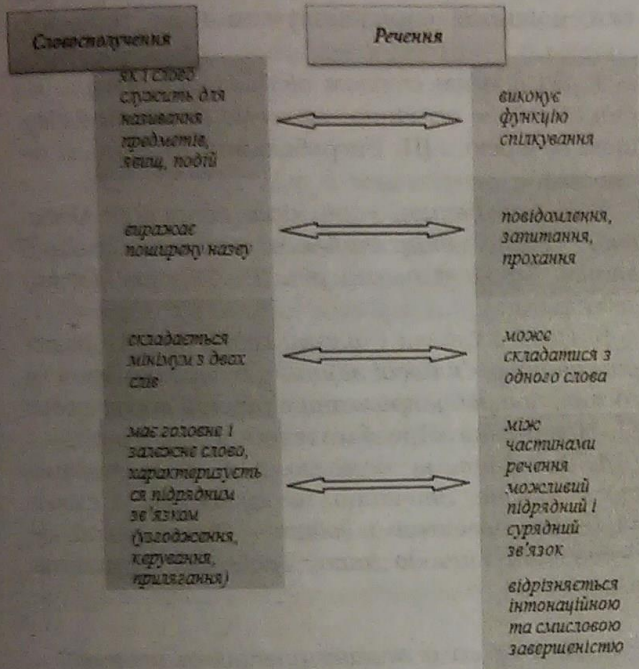 Словосполучення
Речення
як і слово
служить для
називання
предметів,
явищ, подій
виконує
функцію
спілкування
виражає
поширену назву
повідомлення,
запитання,
прохання
складається
мінімум з двох
слів
може
складатися з
одного слова
має головне і
залежне слово,
характеризуєть
ся підрядним
зв'язком
(узгодження,
керування,
прилягання)
між
частинами
речення
можливий
підрядний і
сурядний
зв'язок
відрізняється
інтонаційною
та смисловою
завершеністю